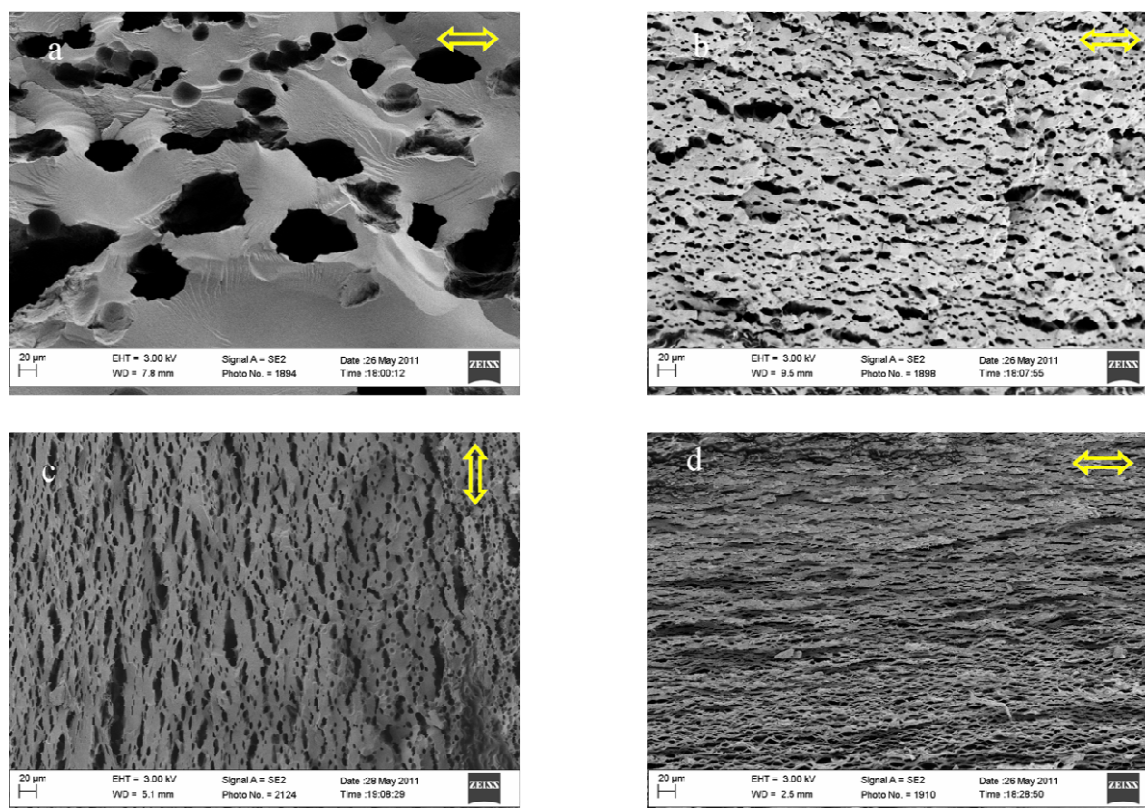 a
20 µm EHT = 3.00 kV Signal A = SE2 Date :26 May 2011
WD = 7.8 mm Photo No. = 1894 Time :18:00:12
ZEISS
b
20 µm EHT = 3.00 kV Signal A = SE2 Date :26 May 2011
WD = 9.5 mm Photo No. = 1898 Time :18:07:55
ZEISS
c
20 µm EHT = 3.00 kV Signal A = SE2 Date :28 May 2011
WD = 5.1 mm Photo No. = 2124 Time :19:08:29
ZEISS
d
20 µm EHT = 3.00 kV Signal A = SE2 Date :26 May 2011
WD = 2.5 mm Photo No. = 1910 Time :18:28:50
ZEISS